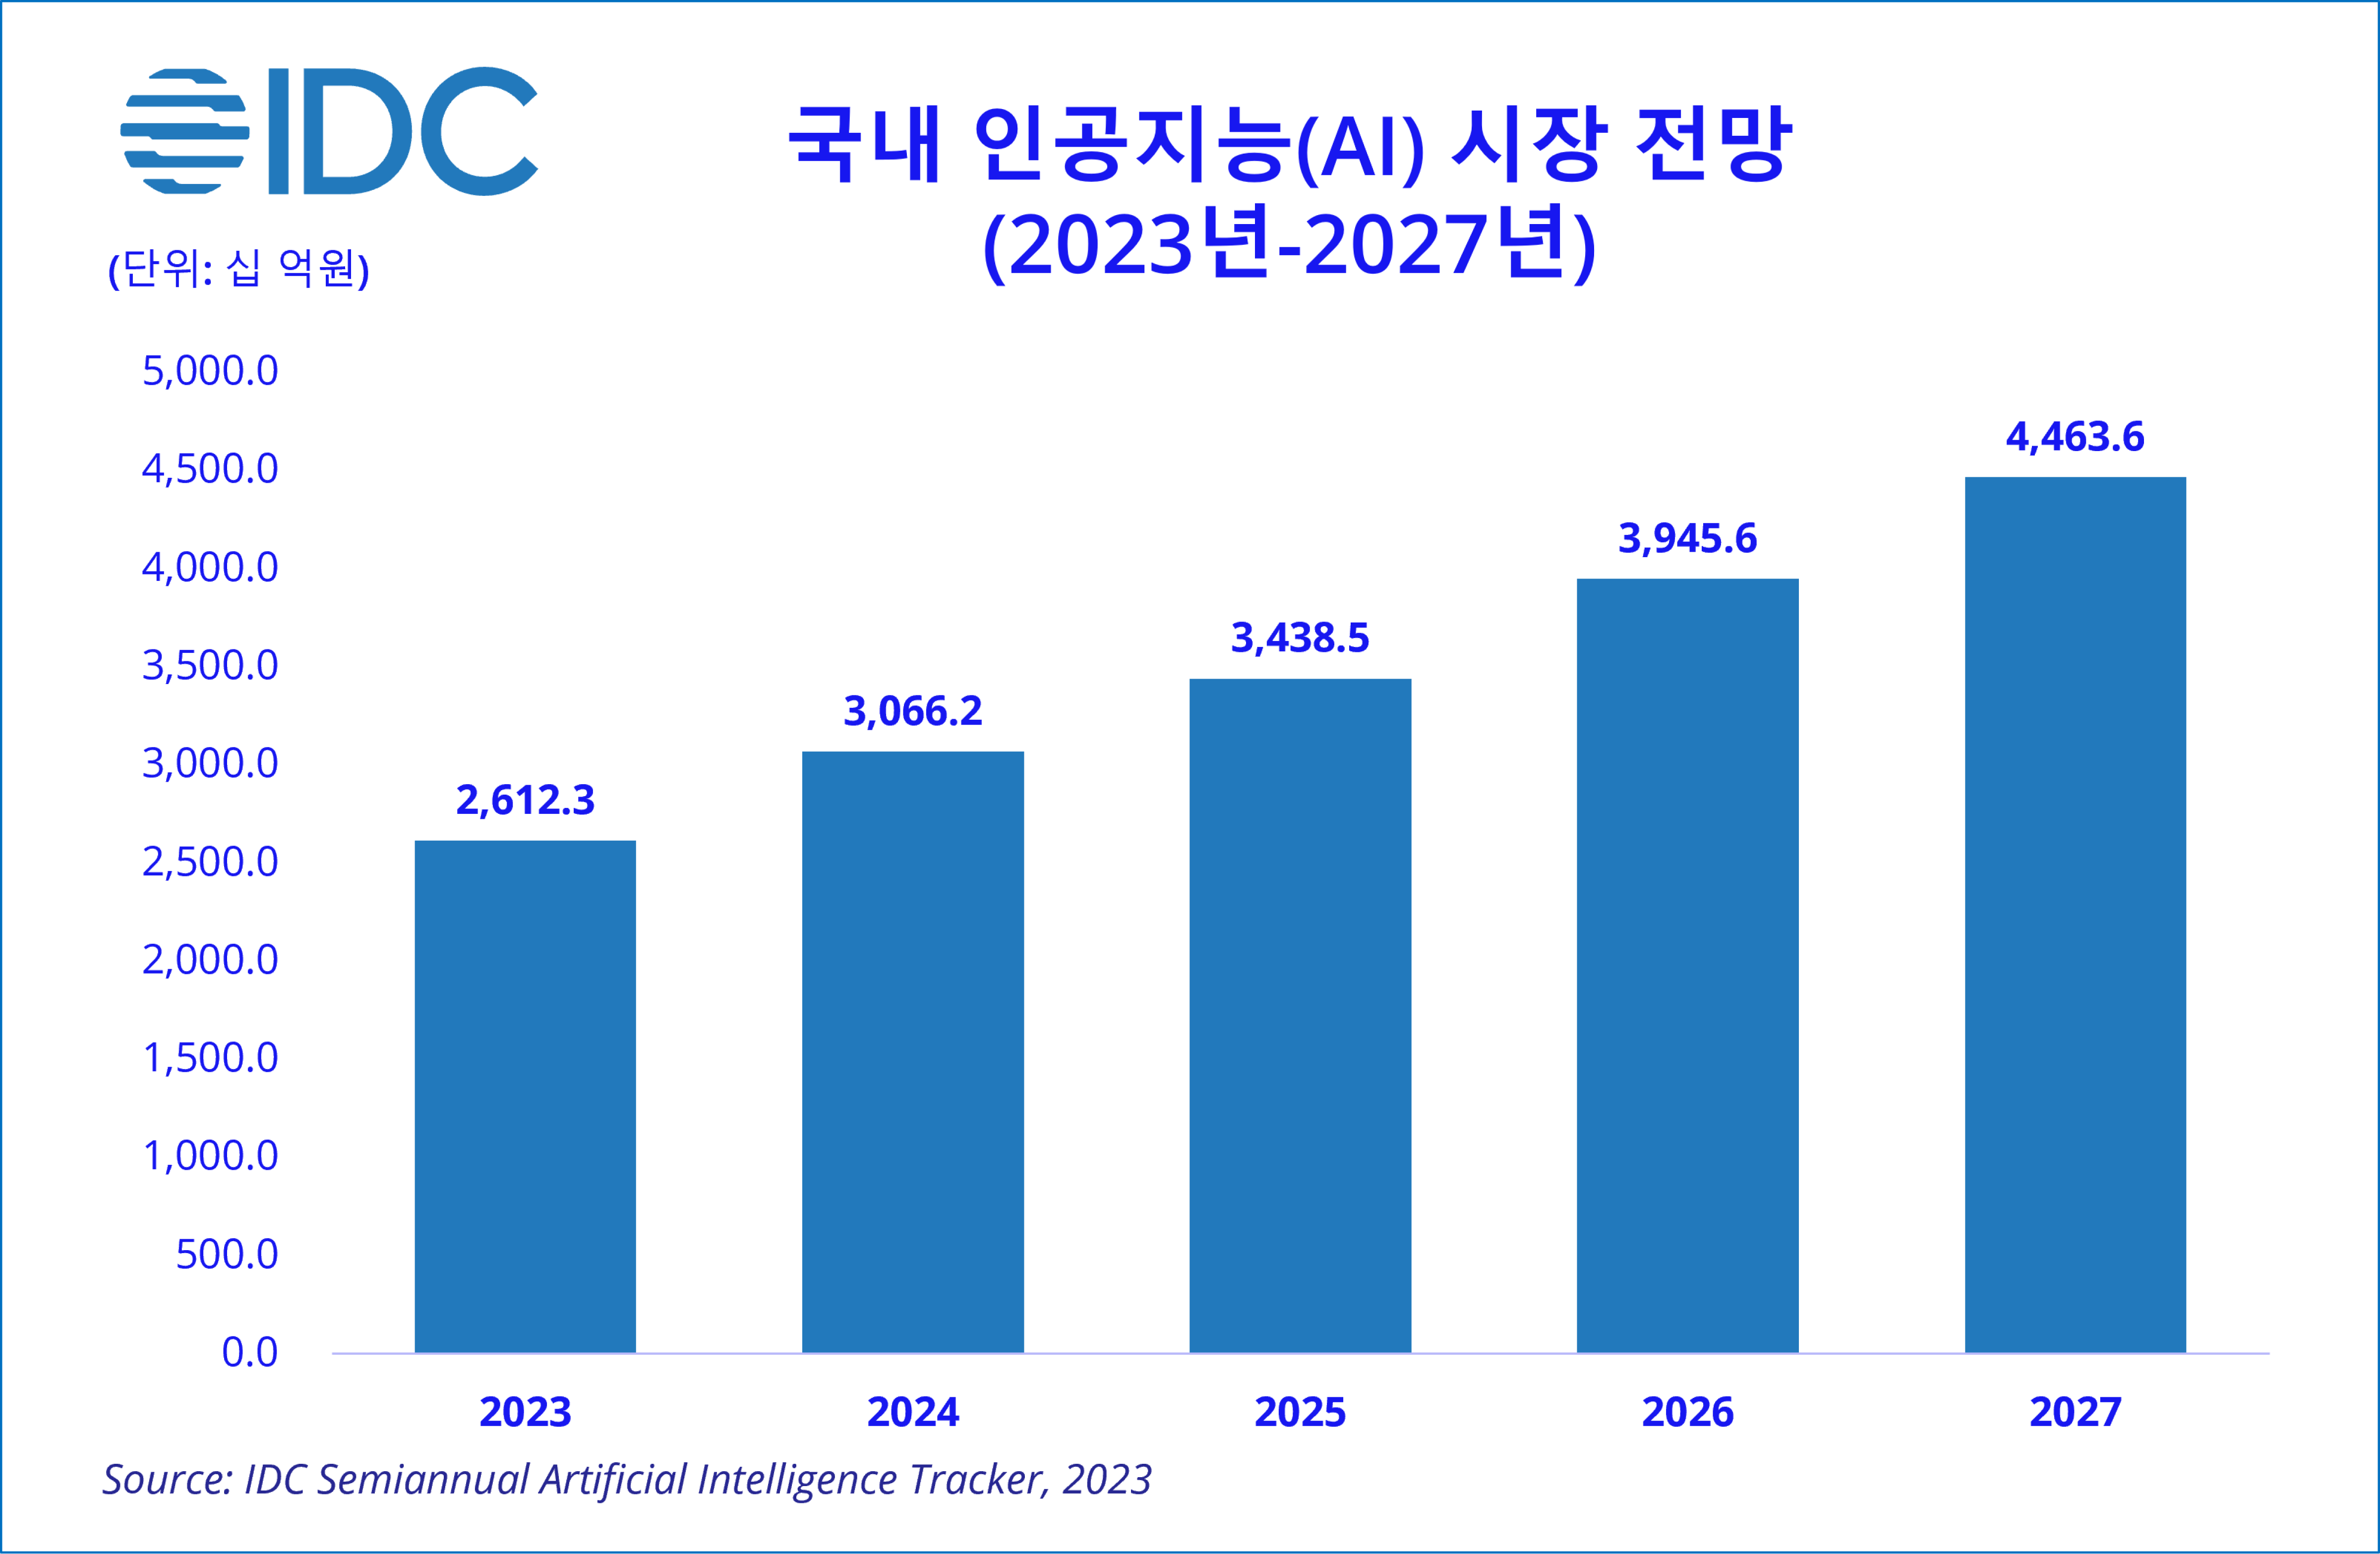 IDC
국내 인공지능(AI) 시장 전망
(2023년-2027년)
(단위: 십 억원)
5,000.0
4,500.0
4,000.0
3,500.0
3,000.0
2,500.0
2,000.0
1,500.0
1,000.0
500.0
0.0
2,612.3
3,066.2
3,438.5
3,945.6
4,463.6
2023 2024 2025 2026 2027
Source: IDC Semiannual Artificial Intelligence Tracker, 2023